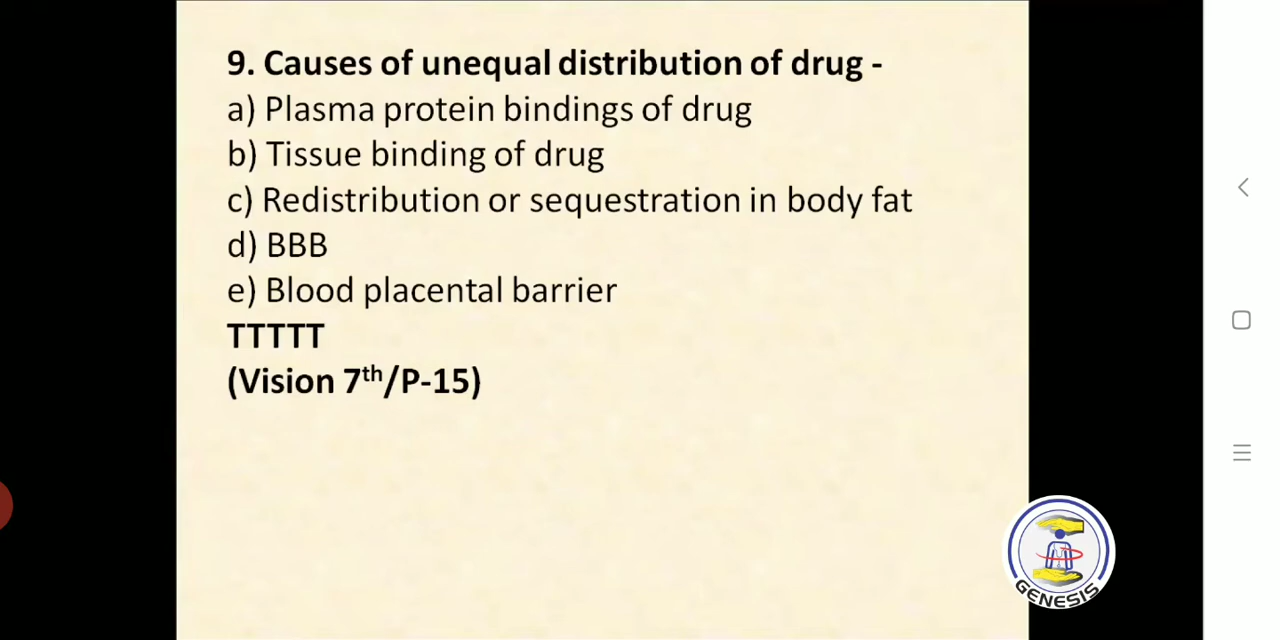 9. Causes of unequal distribution of drug -
a) Plasma protein bindings of drug
b) Tissue binding of drug
c) Redistribution or sequestration in body fat
d) BBB
e) Blood placental barrier
TTTTT
(Vision 7th/P-15)
GENESIS